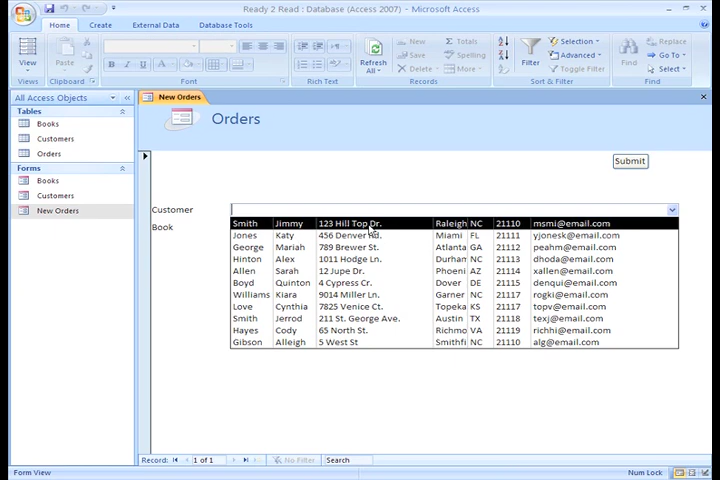 Ready 2 Read : Database (Access 2007) - Microsoft Access
Home Create External Data Database Tools
View
Views
Paste
Clipboard
B I U
Font
Rich Text
Refresh All
New
Save
Delete
Σ
Spelling
More
Records
Filter
Selection
Advanced
Toggle Filter
Sort & Filter
Find
Replace
Go To
Select
Find
All Access Objects
Tables
Books
Customers
Orders
Forms
Books
Customers
New Orders
New Orders
Orders
Submit
Customer
Book
Smith Jimmy 123 Hill Top Dr. Raleigh NC 21110 msmi@email.com
Jones Katy 456 Denver Rd. Miami FL 21111 yjonesk@email.com
George Mariah 789 Brewer St. Atlanta GA 21112 peahm@email.com
Hinton Alex 1011 Hodge Ln. Durham NC 21113 dhoda@email.com
Allen Sarah 12 Jupe Dr. Phoeni AZ 21114 xallen@email.com
Boyd Quinton 4 Cypress Cr. Dover DE 21115 denqui@email.com
Williams Kiara 9014 Miller Ln. Garner NC 21117 rogki@email.com
Love Cynthia 7825 Venice Ct. Topeka KS 21117 topv@email.com
Smith Jerrod 211 St. George Ave. Austin TX 21118 texj@email.com
Hayes Cody 65 North St. Richmo VA 21119 richhi@email.com
Gibson Alleigh 5 West St Smithfi NC 21110 alg@email.com
Record: 1 of 1 No Filter Search
Form View
Num Lock